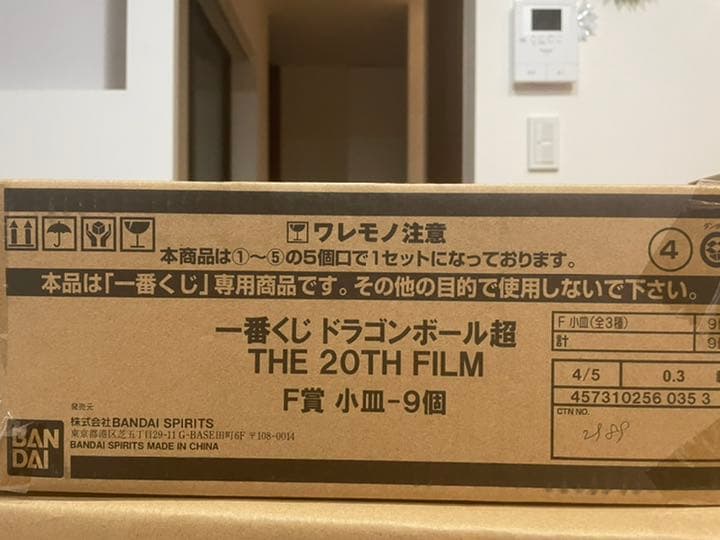 ワレモノ注意
本商品は①〜⑤の5個口で1セットになっております。
④
本品は「一番くじ」専用商品です。その他の目的で使用しないで下さい。
一番くじ ドラゴンボール超
THE 20TH FILM
F賞 小皿-9個
F 小皿(全3種)
計
4/5 0.3
457310256 035 3
CTN NO.
発売元
株式会社BANDAI SPIRITS
東京都港区芝五丁目29-11 G-BASE田町6F 〒108-0014
BANDAI SPIRITS MADE IN CHINA
BAN
DAI